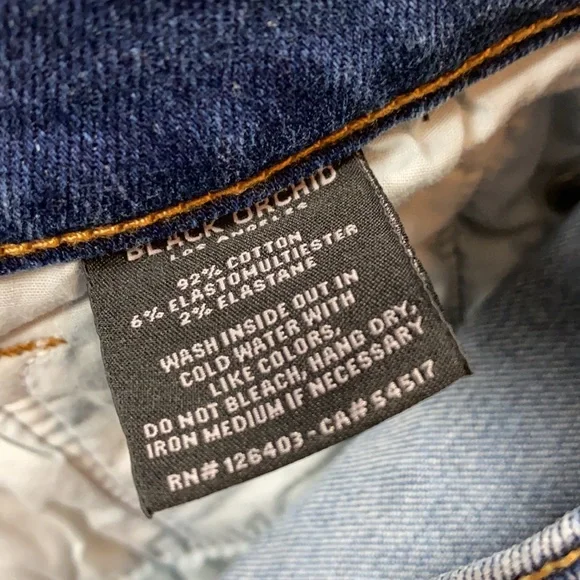 BLACK ORCHID
LOS ANGELES
92% COTTON
6% ELASTOMULTIESTER
2% ELASTANE
WASH INSIDE OUT IN
COLD WATER WITH
LIKE COLORS,
DO NOT BLEACH, HANG DRY,
IRON MEDIUM IF NECESSARY
RN# 126403 - CA# 54517